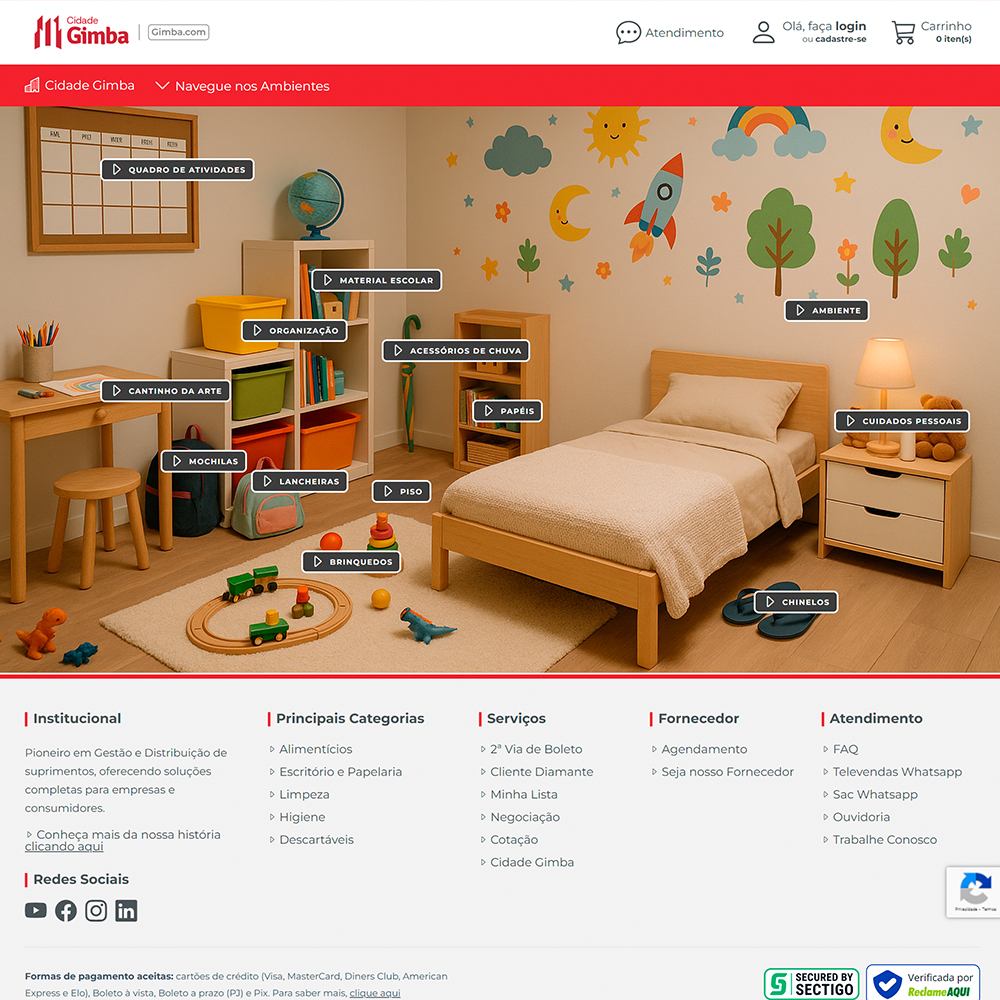 Cidade
Gimba
Gimba.com
Atendimento
Olá, faça login
ou cadastre-se
Carrinho
0 iten(s)
Cidade Gimba
Navegue nos Ambientes
QUADRO DE ATIVIDADES
MATERIAL ESCOLAR
AMBIENTE
ORGANIZAÇÃO
ACESSÓRIOS DE CHUVA
CANTINHO DA ARTE
PAPÉIS
CUIDADOS PESSOAIS
MOCHILAS
LANCHEIRAS
PISO
BRINQUEDOS
CHINELOS
Institucional
Pioneiro em Gestão e Distribuição de
suprimentos, oferecendo soluções
completas para empresas e
consumidores.
Conheça mais da nossa história
clicando aqui
Redes Sociais
Principais Categorias
Alimentícios
Escritório e Papelaria
Limpeza
Higiene
Descartáveis
Serviços
2ª Via de Boleto
Cliente Diamante
Minha Lista
Negociação
Cotação
Cidade Gimba
Fornecedor
Agendamento
Seja nosso Fornecedor
Atendimento
FAQ
Televendas Whatsapp
Sac Whatsapp
Ouvidoria
Trabalhe Conosco
Privacidade - Termos
Formas de pagamento aceitas: cartões de crédito (Visa, MasterCard, Diners Club, American
Express e Elo), Boleto à vista, Boleto a prazo (PJ) e Pix. Para saber mais, clique aqui
SECURED BY
SECTIGO
Verificada por
ReclameAQUI